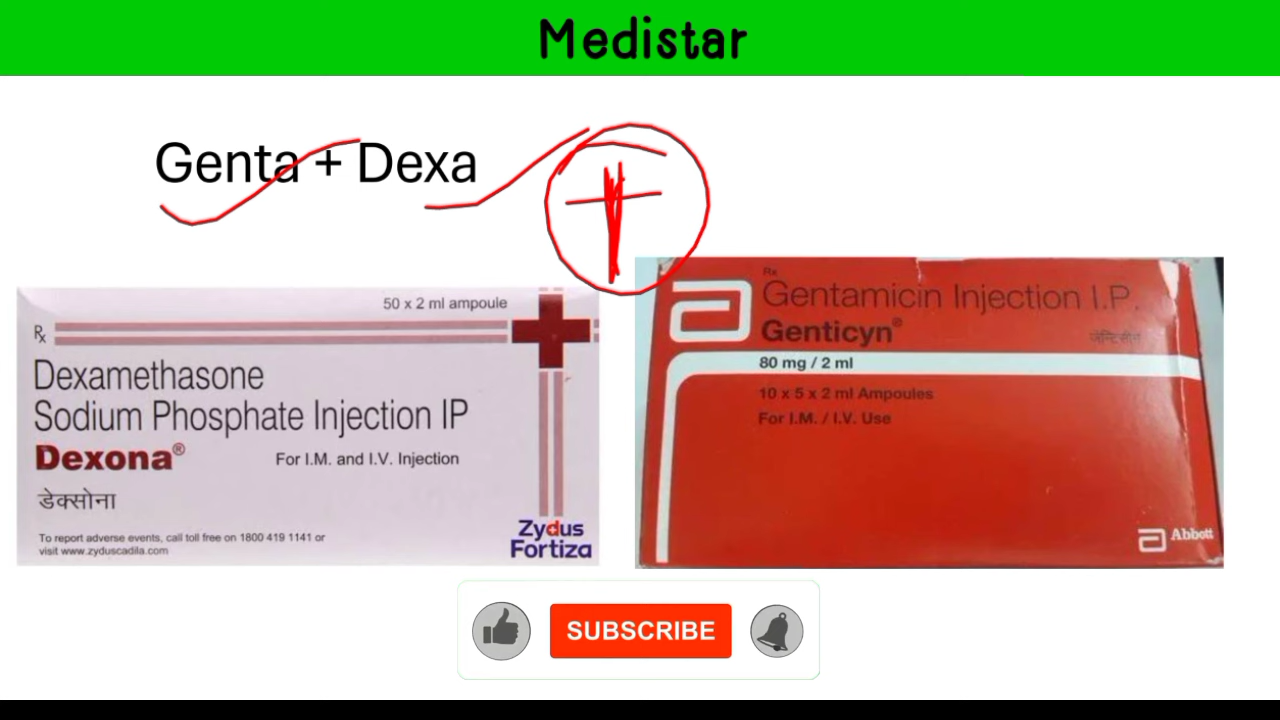 Medistar
Genta + Dexa
50 x 2 ml ampoule
Rx
Dexamethasone
Sodium Phosphate Injection IP
Dexona®
For I.M. and I.V. Injection
डेक्सोना
To report adverse events, call toll free on 1800 419 1141 or
visit www.zyduscadila.com
Zydus
Fortiza
Rx
Gentamicin Injection I.P.
Genticyn®
जेन्टिसीन
80 mg / 2 ml
10 x 5 x 2 ml Ampoules
For I.M. / I.V. Use
Abbott
SUBSCRIBE